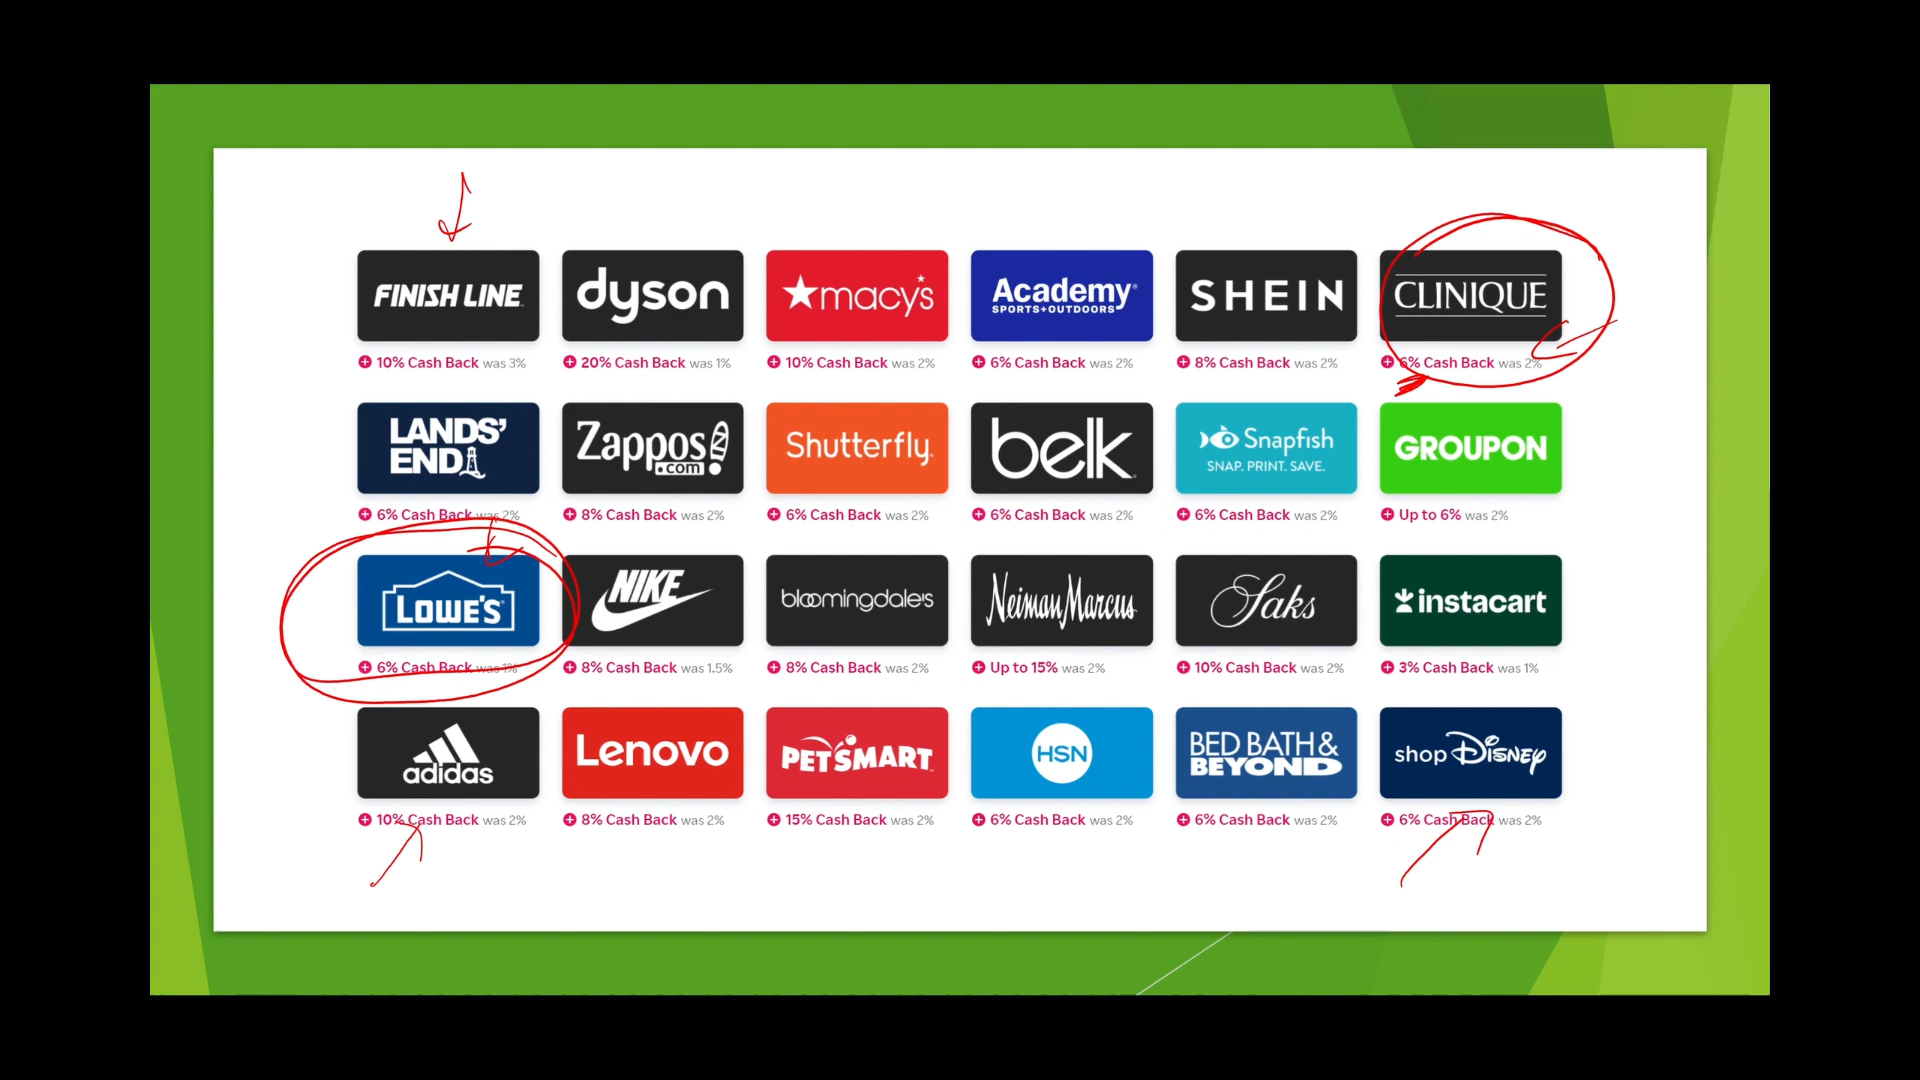 FINISH LINE dyson macy's Academy SHEIN CLINIQUE
SPORTS+OUTDOORS
10% Cash Back was 3% 20% Cash Back was 1% 10% Cash Back was 2% 6% Cash Back was 2% 8% Cash Back was 2% 6% Cash Back was 2%
LANDS' END Zappos .com Shutterfly. belk Snapfish GROUPON
SNAP. PRINT. SAVE.
6% Cash Back was 2% 8% Cash Back was 2% 6% Cash Back was 2% 6% Cash Back was 2% 6% Cash Back was 2% Up to 6% was 2%
LOWE'S NIKE bloomingdale's Neiman Marcus Saks instacart
6% Cash Back was 1% 8% Cash Back was 1.5% 8% Cash Back was 2% Up to 15% was 2% 10% Cash Back was 2% 3% Cash Back was 1%
adidas Lenovo PETSMART HSN BED BATH & BEYOND shop DISNEY
10% Cash Back was 2% 8% Cash Back was 2% 15% Cash Back was 2% 6% Cash Back was 2% 6% Cash Back was 2% 6% Cash Back was 2%